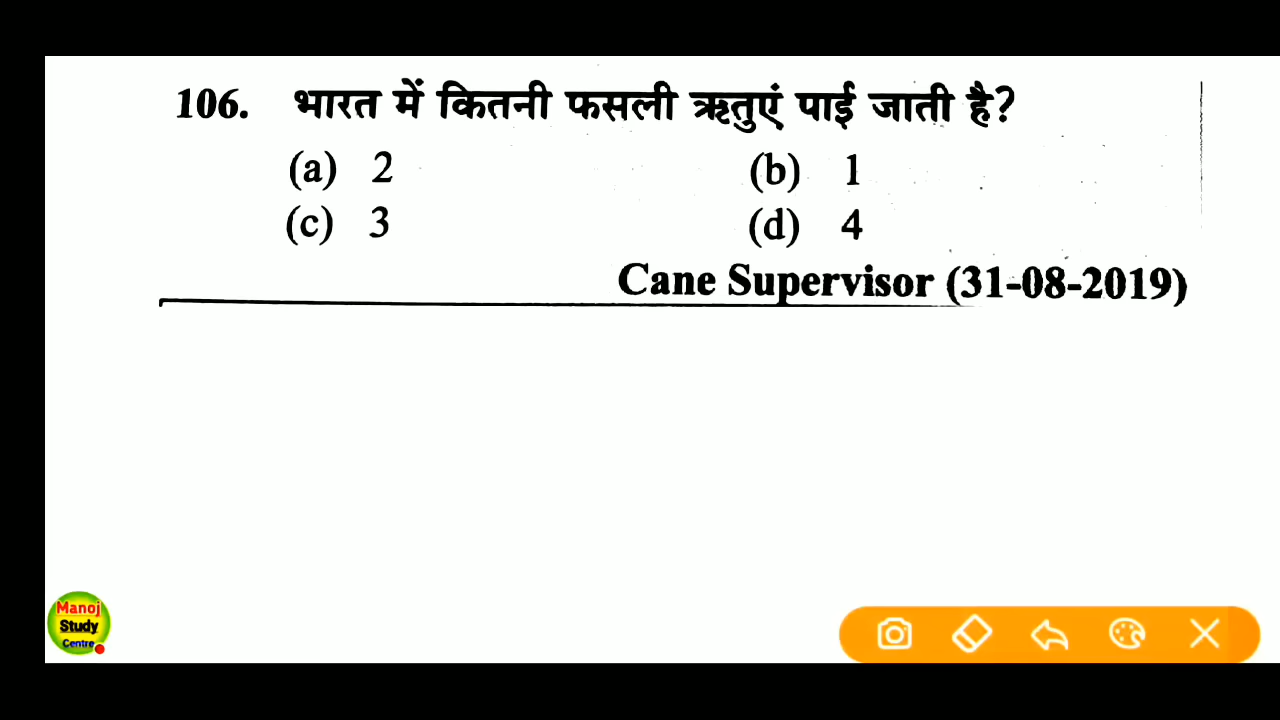 106. भारत में कितनी फसली ऋतुएं पाई जाती है?
(a) 2 (b) 1
(c) 3 (d) 4
Cane Supervisor (31-08-2019)
Manoj
Study
Centre